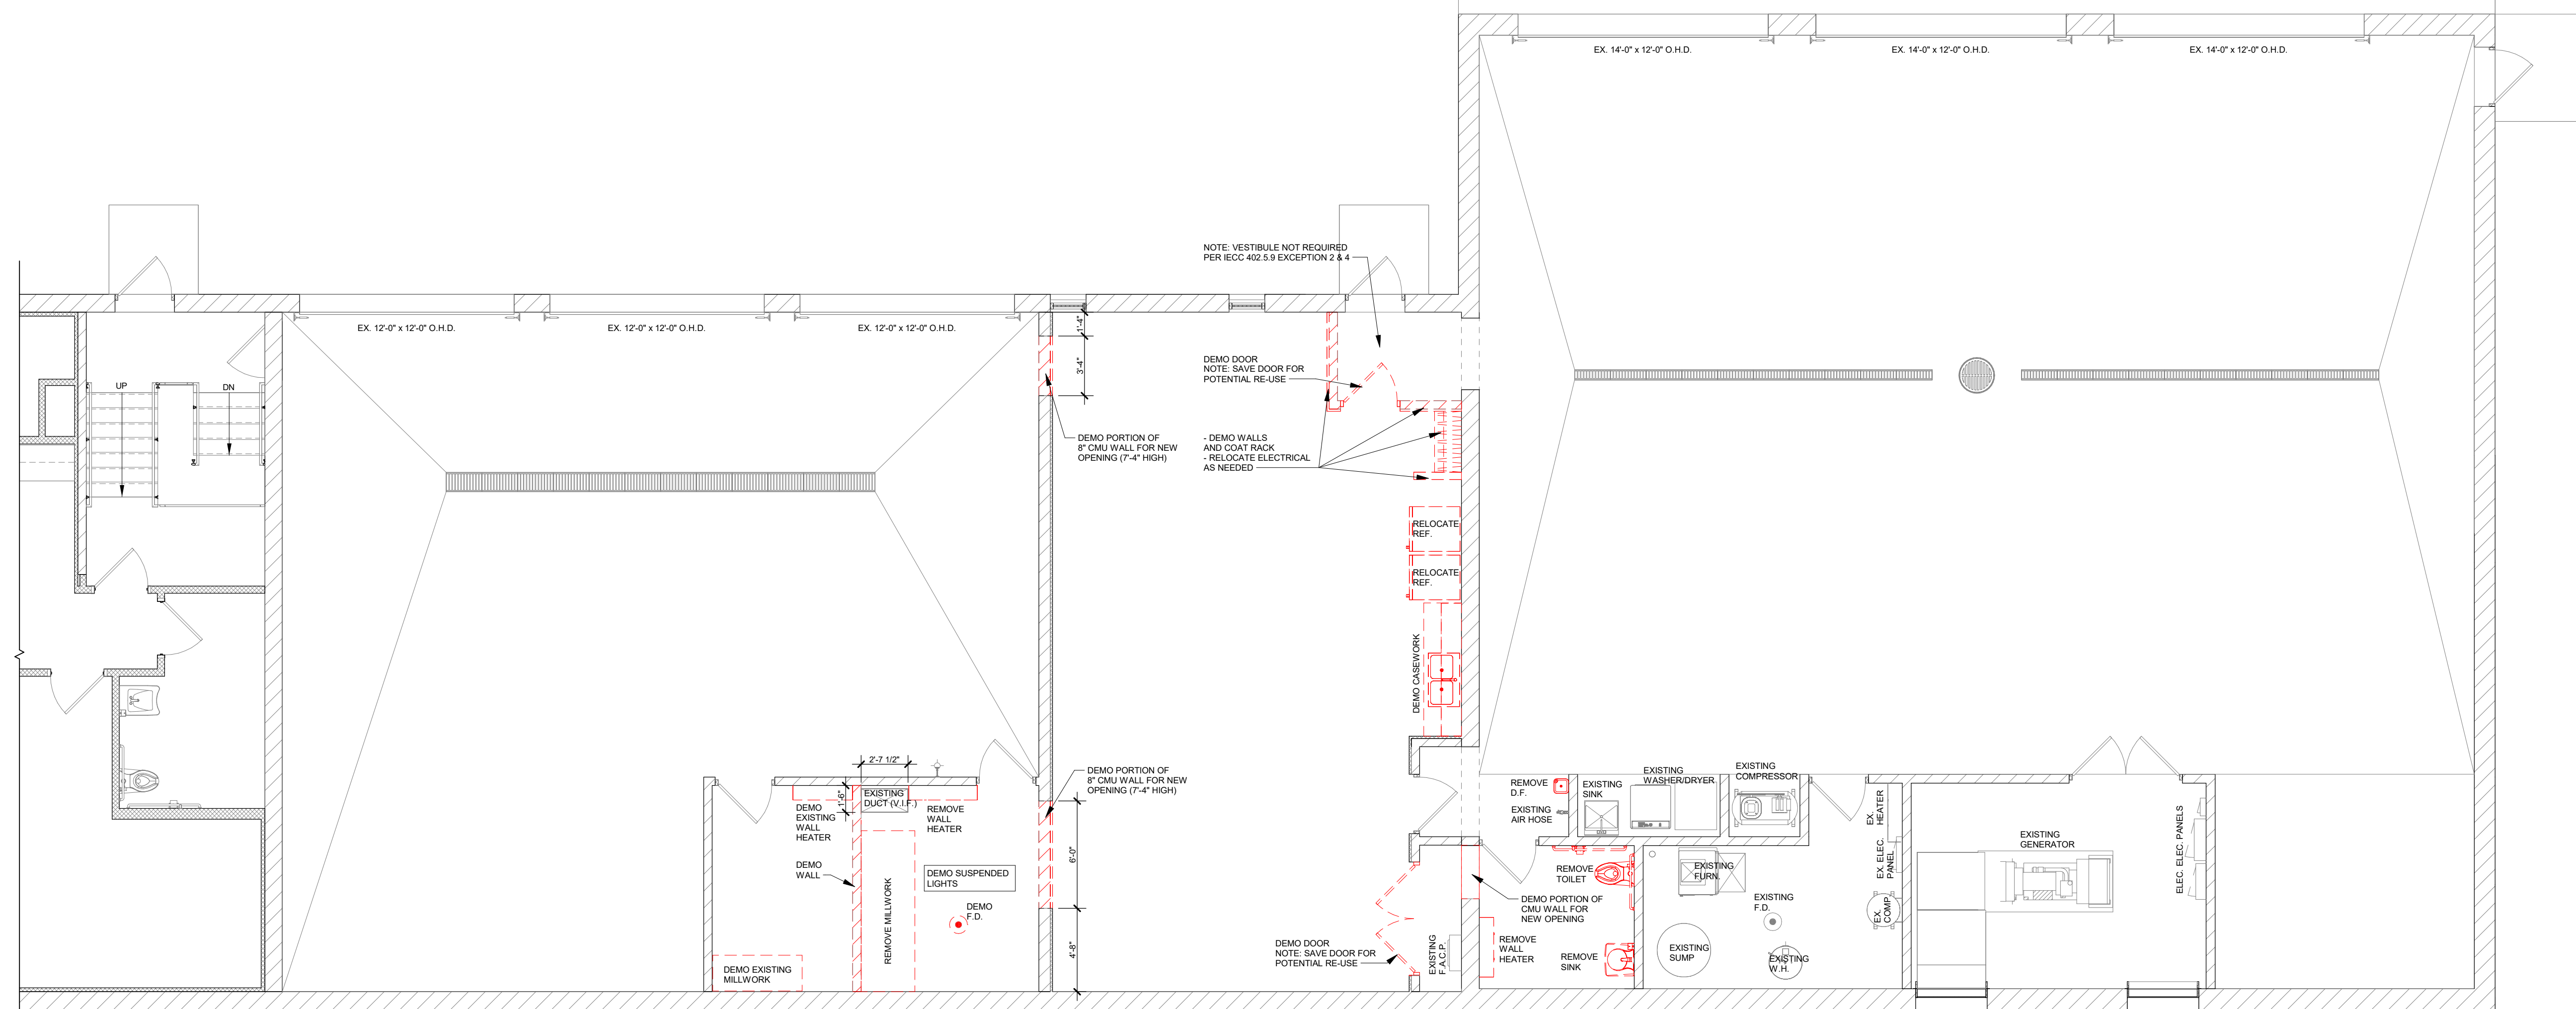 EX. 14'-0" x 12'-0" O.H.D.
EX. 14'-0" x 12'-0" O.H.D.
EX. 14'-0" x 12'-0" O.H.D.
NOTE: VESTIBULE NOT REQUIRED
PER IECC 402.5.9 EXCEPTION 2 & 4
EX. 12'-0" x 12'-0" O.H.D.
EX. 12'-0" x 12'-0" O.H.D.
EX. 12'-0" x 12'-0" O.H.D.
1'-4"
3'-4"
UP
DN
DEMO DOOR
NOTE: SAVE DOOR FOR
POTENTIAL RE-USE
DEMO PORTION OF
8" CMU WALL FOR NEW
OPENING (7'-4" HIGH)
- DEMO WALLS
AND COAT RACK
- RELOCATE ELECTRICAL
AS NEEDED
RELOCATE
REF.
RELOCATE
REF.
DEMO CASEWORK
2'-7 1/2"
1'-6"
EXISTING
DUCT (V.I.F.)
DEMO
EXISTING
WALL
HEATER
REMOVE
WALL
HEATER
DEMO PORTION OF
8" CMU WALL FOR NEW
OPENING (7'-4" HIGH)
6'-0"
4'-8"
DEMO
WALL
REMOVE MILLWORK
DEMO SUSPENDED
LIGHTS
DEMO
F.D.
DEMO EXISTING
MILLWORK
REMOVE
D.F.
EXISTING
AIR HOSE
EXISTING
SINK
EXISTING
WASHER/DRYER
EXISTING
COMPRESSOR
EX.
HEATER
EX. ELEC.
PANEL
EX.
COMP.
EXISTING
GENERATOR
ELEC. ELEC. PANELS
REMOVE
TOILET
EXISTING
FURN.
DEMO PORTION OF
CMU WALL FOR
NEW OPENING
EXISTING
F.D.
DEMO DOOR
NOTE: SAVE DOOR FOR
POTENTIAL RE-USE
EXISTING
F.A.C.P.
REMOVE
WALL
HEATER
REMOVE
SINK
EXISTING
SUMP
EXISTING
W.H.